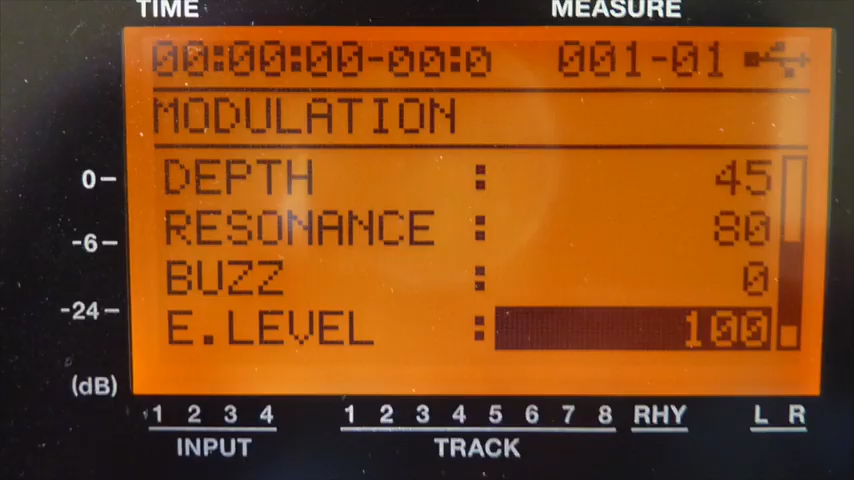 TIME MEASURE
00:00:00-00:0 001-01
MODULATION
DEPTH : 45
0 RESONANCE : 80
-6 BUZZ : 0
-24 E.LEVEL : 100
(dB)
1 2 3 4 1 2 3 4 5 6 7 8 RHY L R
INPUT TRACK